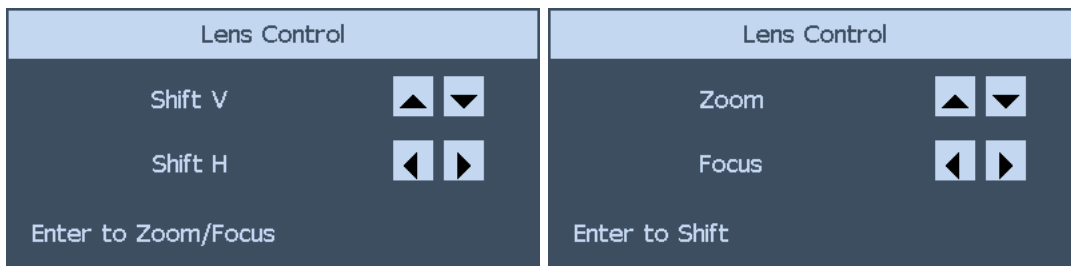 Lens Control
Shift V
Shift H
Enter to Zoom/Focus
Lens Control
Zoom
Focus
Enter to Shift